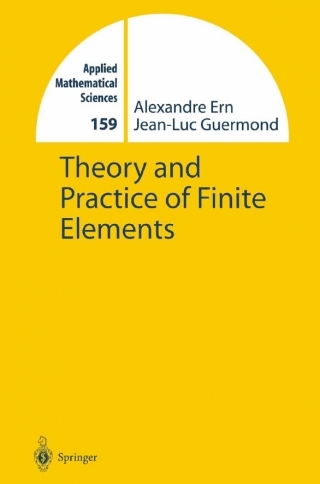 Applied
Mathematical
Sciences
159
Alexandre Ern
Jean-Luc Guermond
Theory and
Practice of Finite
Elements
Springer